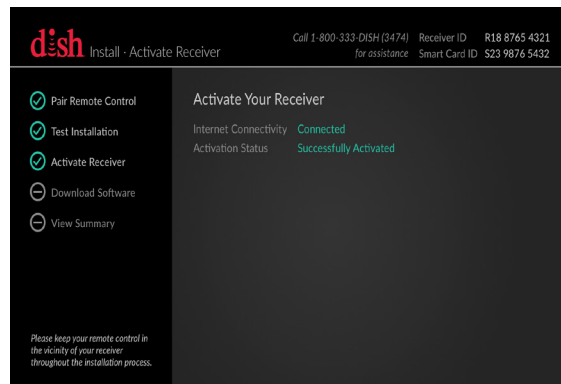 dish Install - Activate Receiver
Call 1-800-333-DISH (3474)
for assistance
Receiver ID R18 8765 4321
Smart Card ID S23 9876 5432
Pair Remote Control
Test Installation
Activate Receiver
Download Software
View Summary
Activate Your Receiver
Internet Connectivity Connected
Activation Status Successfully Activated
Please keep your remote control in
the vicinity of your receiver
throughout the installation process.